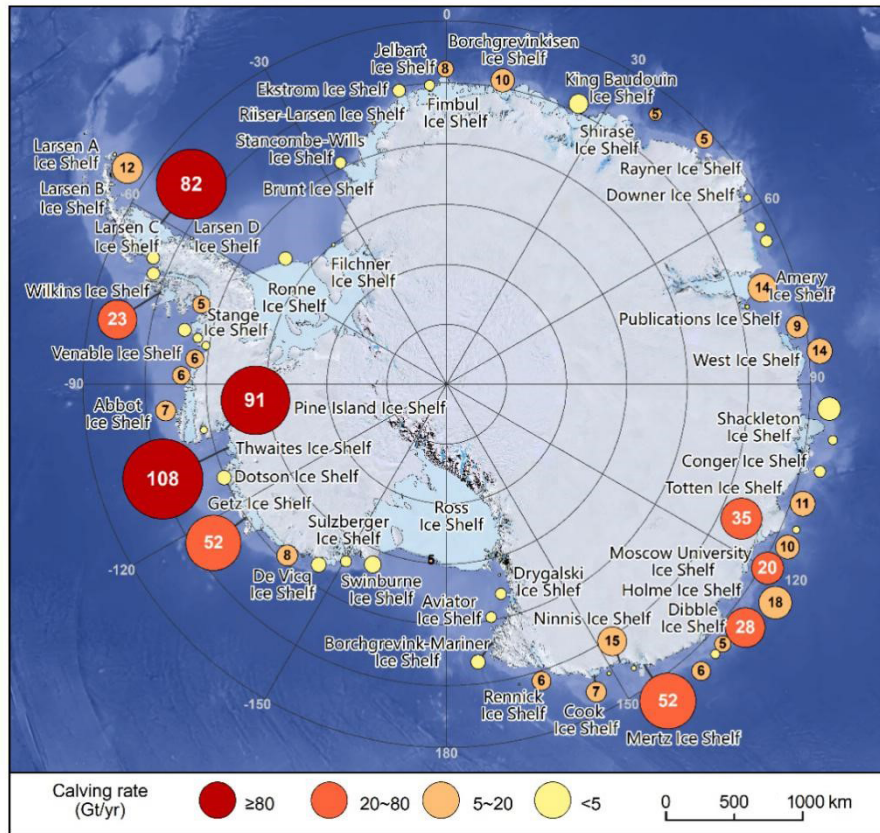 0
Jelbart
Ice Shelf
8
Borchgrevinkisen
Ice Shelf
10
-30
30
Ekstrom Ice Shelf
King Baudouin
Ice Shelf
Fimbul
Ice Shelf
5
Riiser-Larsen Ice Shelf
Shirase
Ice Shelf
5
Larsen A
Ice Shelf
12
Stancombe-Wills
Ice Shelf
Rayner Ice Shelf
82
Brunt Ice Shelf
Downer Ice Shelf
Larsen B
Ice Shelf
-60
60
Larsen C
Ice Shelf
Larsen D
Ice Shelf
Filchner
Ice Shelf
Ronne
Ice Shelf
Amery
Ice Shelf
14
Wilkins Ice Shelf
5
23
Stange
Ice Shelf
Publications Ice Shelf
9
Venable Ice Shelf
6
West Ice Shelf
14
6
-90
90
91
Pine Island Ice Shelf
Abbot
Ice Shelf
7
Shackleton
Ice Shelf
Thwaites Ice Shelf
Conger Ice Shelf
108
Dotson Ice Shelf
Totten Ice Shelf
Getz Ice Shelf
Ross
Ice Shelf
11
35
52
Sulzberger
Ice Shelf
Moscow University
Ice Shelf
10
8
5
20
-120
120
De Vicq
Ice Shelf
Swinburne
Ice Shelf
Drygalski
Ice Shlef
Holme Ice Shelf
18
Aviator
Ice Shelf
Ninnis Ice Shelf
Dibble
Ice Shelf
28
15
5
Borchgrevink-Mariner
Ice Shelf
6
6
7
52
Rennick
Ice Shelf
Cook
Ice Shelf
150
-150
Mertz Ice Shelf
180
Calving rate
(Gt/yr)
≥80
20~80
5~20
<5
0 500 1000 km